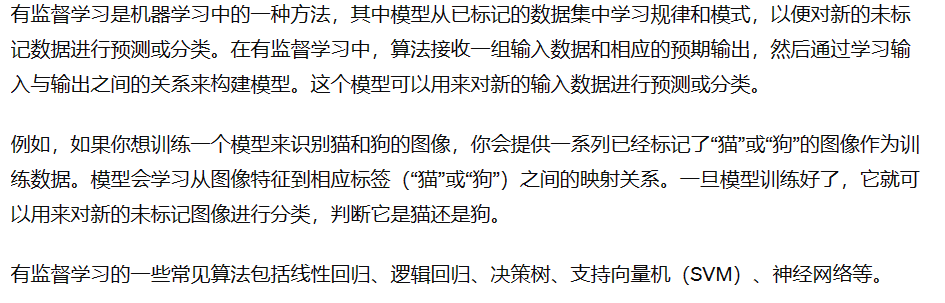 有监督学习是机器学习中的一种方法，其中模型从已标记的数据集中学习规律和模式，以便对新的未标
记数据进行预测或分类。在有监督学习中，算法接收一组输入数据和相应的预期输出，然后通过学习输
入与输出之间的关系来构建模型。这个模型可以用来对新的输入数据进行预测或分类。
例如，如果你想训练一个模型来识别猫和狗的图像，你会提供一系列已经标记了“猫”或“狗”的图像作为训
练数据。模型会学习从图像特征到相应标签（“猫”或“狗”）之间的映射关系。一旦模型训练好了，它就可
以用来对新的未标记图像进行分类，判断它是猫还是狗。
有监督学习的一些常见算法包括线性回归、逻辑回归、决策树、支持向量机（SVM）、神经网络等。